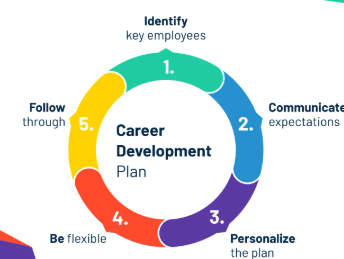 Identify
key employees
1.
Communicate
expectations
2.
Personalize
the plan
3.
Be flexible
4.
Follow
through
5.
Career
Development
Plan